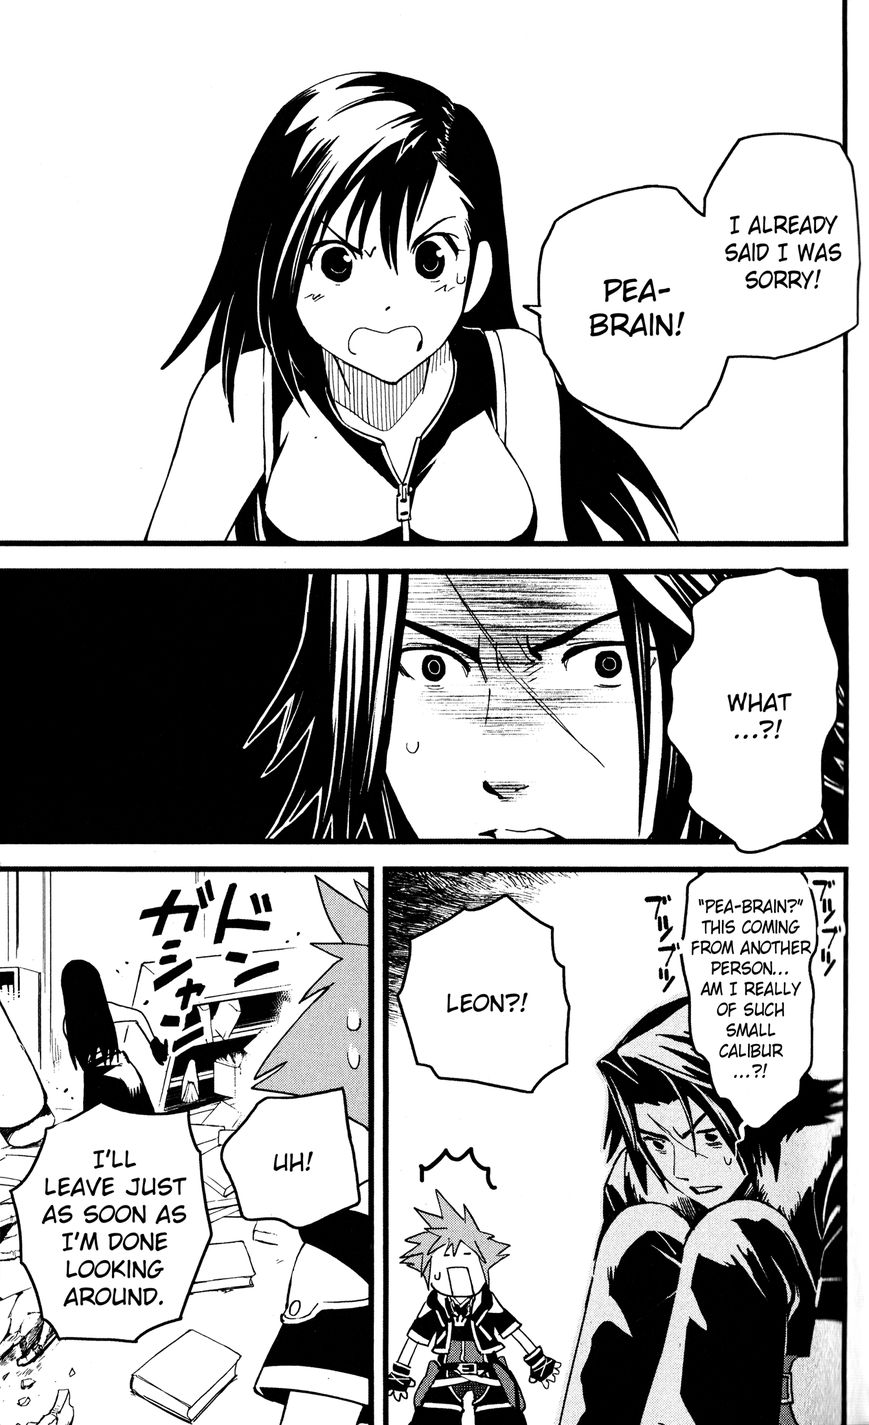 I ALREADY
SAID I WAS
SORRY!
PEA-
BRAIN!
WHAT
...?!
"PEA-BRAIN?"
THIS COMING
FROM ANOTHER
PERSON...
AM I REALLY
OF SUCH
SMALL
CALIBUR
...?!
ブツブツ
ブツブツ
LEON?!
ドン
ガシャン
UH!
I'LL
LEAVE JUST
AS SOON AS
I'M DONE
LOOKING
AROUND.